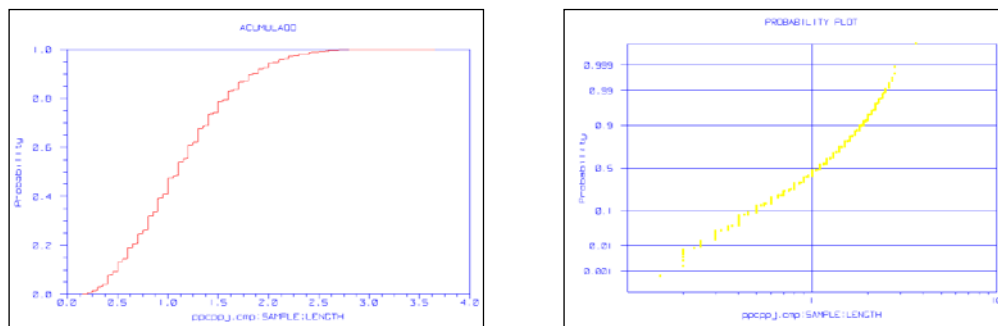 ACUMULADO
1.0
0.8
0.6
0.4
0.2
0.0
Probability
0.0 0.5 1.0 1.5 2.0 2.5 3.0 3.5 4.0
ppcppj.cmp:SAMPLE:LENGTH
PROBABILITY PLOT
0.999
0.99
0.9
0.5
0.1
0.01
0.001
Probability
1 10
ppcppj.cmp:SAMPLE:LENGTH